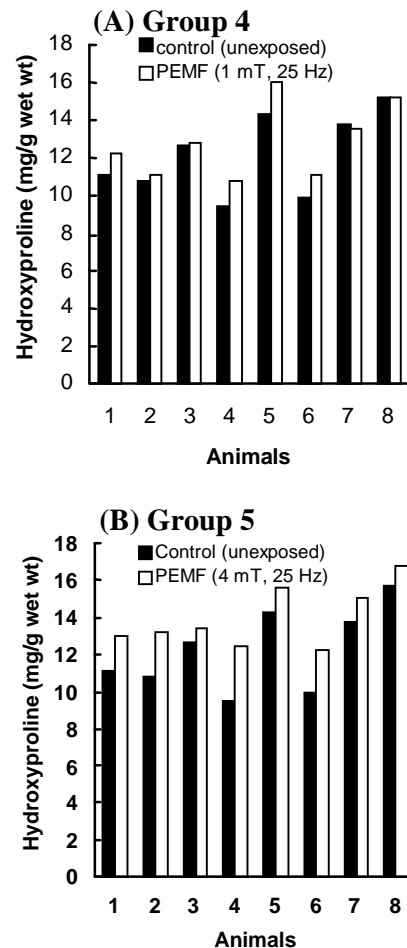 (A) Group 4
control (unexposed)
PEMF (1 mT, 25 Hz)
Hydroxyproline (mg/g wet wt)
18
16
14
12
10
8
6
4
2
0
1 2 3 4 5 6 7 8
Animals
(B) Group 5
Control (unexposed)
PEMF (4 mT, 25 Hz)
Hydroxyproline (mg/g wet wt)
18
16
14
12
10
8
6
4
2
0
1 2 3 4 5 6 7 8
Animals